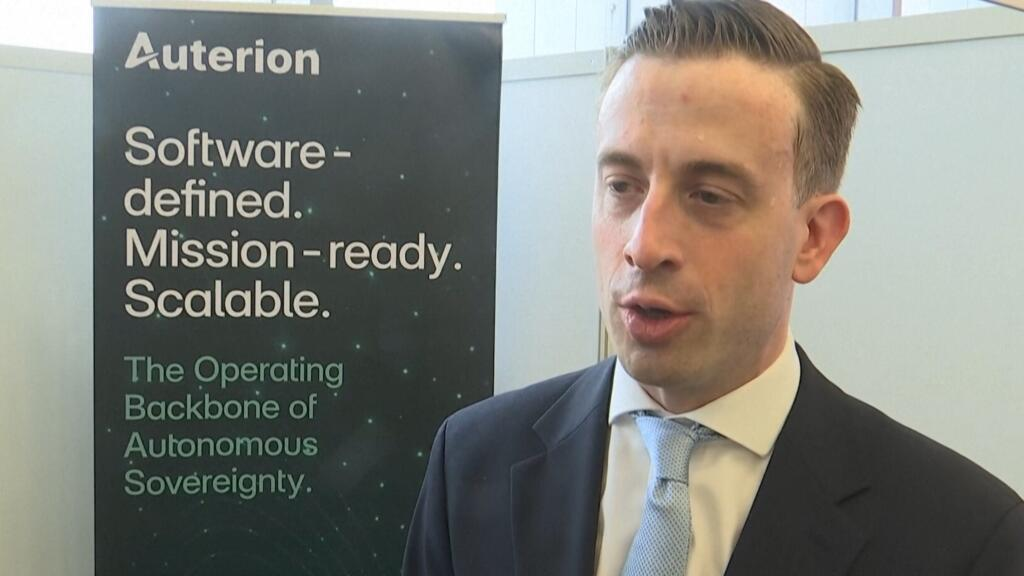 Auterion
Software-
defined.
Mission-ready.
Scalable.
The Operating
Backbone of
Autonomous
Sovereignty.